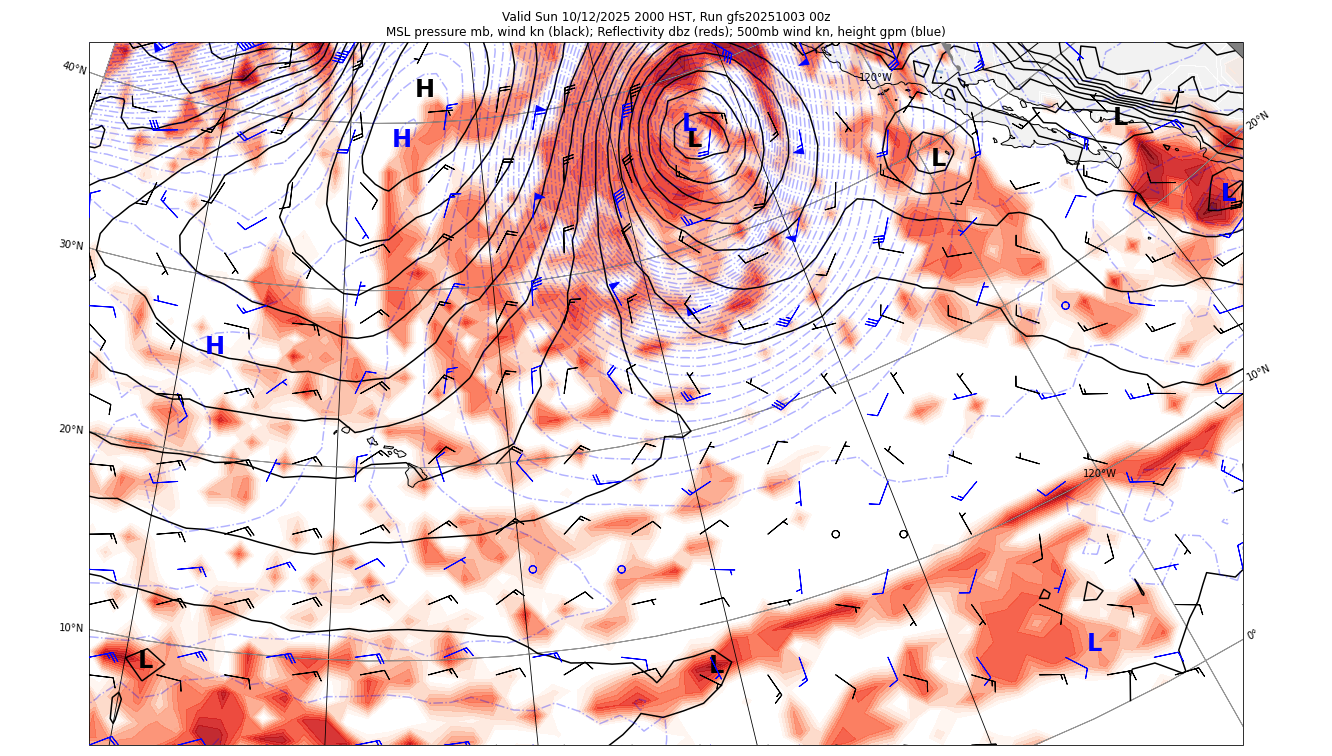 Valid Sun 10/12/2025 2000 HST, Run gfs20251003 00z
MSL pressure mb, wind kn (black); Reflectivity dbz (reds); 500mb wind kn, height gpm (blue)
40°N
120°W
H
L
L
20°N
H
L
L
L
30°N
H
10°N
20°N
120°W
10°N
0°
L
L
L